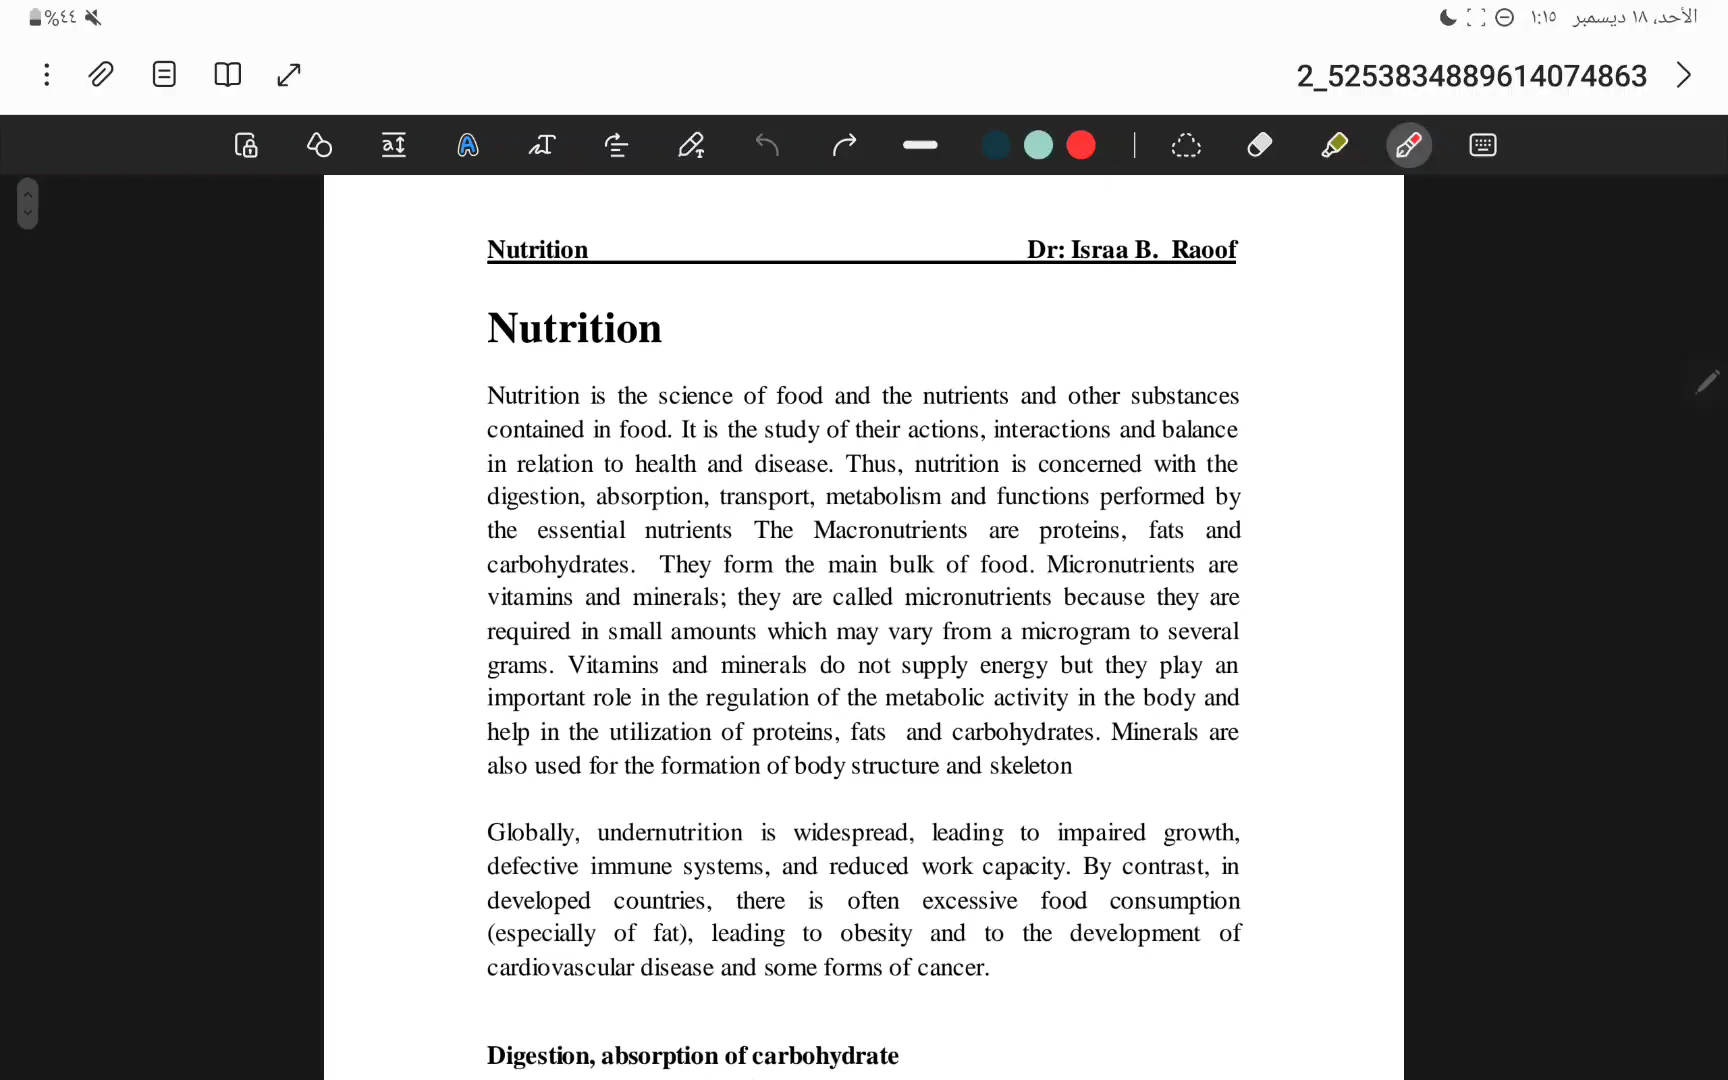 %٤٤
الأحد، ١٨ ديسمبر ١:١٥
2_5253834889614074863
Nutrition Dr: Israa B. Raoof
Nutrition
Nutrition is the science of food and the nutrients and other substances
contained in food. It is the study of their actions, interactions and balance
in relation to health and disease. Thus, nutrition is concerned with the
digestion, absorption, transport, metabolism and functions performed by
the essential nutrients The Macronutrients are proteins, fats and
carbohydrates. They form the main bulk of food. Micronutrients are
vitamins and minerals; they are called micronutrients because they are
required in small amounts which may vary from a microgram to several
grams. Vitamins and minerals do not supply energy but they play an
important role in the regulation of the metabolic activity in the body and
help in the utilization of proteins, fats and carbohydrates. Minerals are
also used for the formation of body structure and skeleton
Globally, undernutrition is widespread, leading to impaired growth,
defective immune systems, and reduced work capacity. By contrast, in
developed countries, there is often excessive food consumption
(especially of fat), leading to obesity and to the development of
cardiovascular disease and some forms of cancer.
Digestion, absorption of carbohydrate